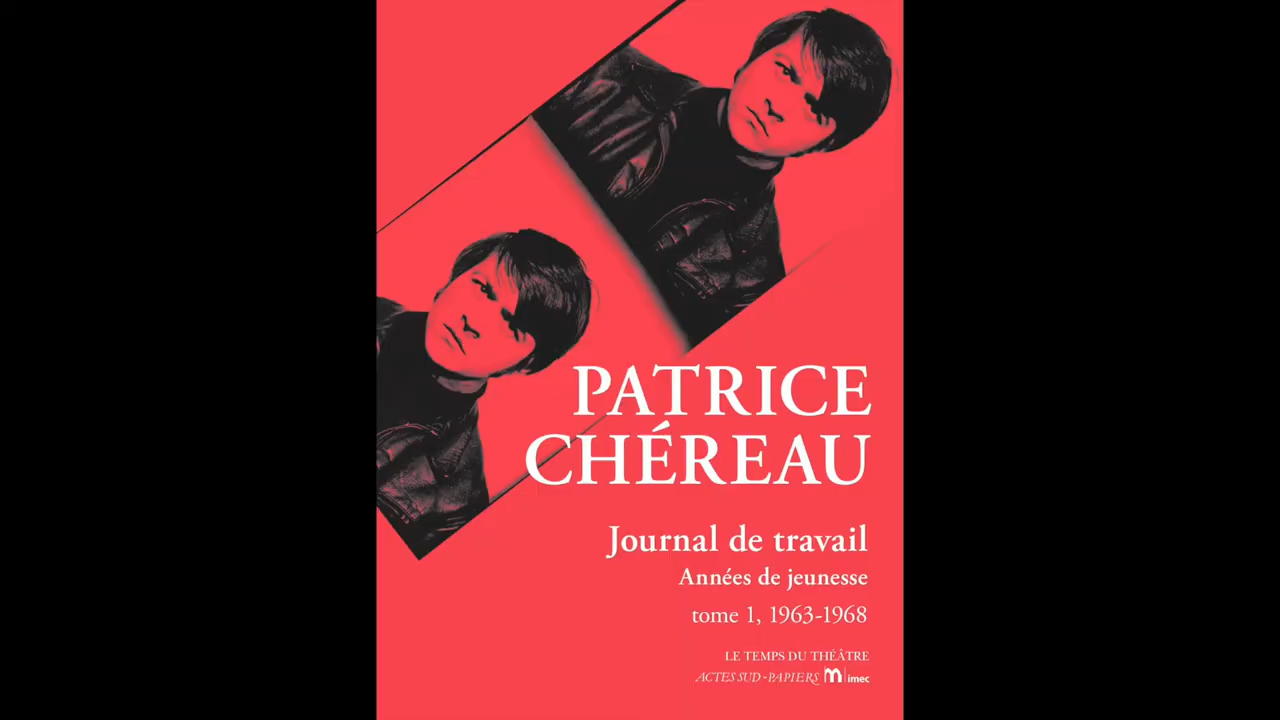 PATRICE
CHÉREAU
Journal de travail
Années de jeunesse
tome 1, 1963-1968
LE TEMPS DU THÉÂTRE
ACTES SUD-PAPIERS m imec